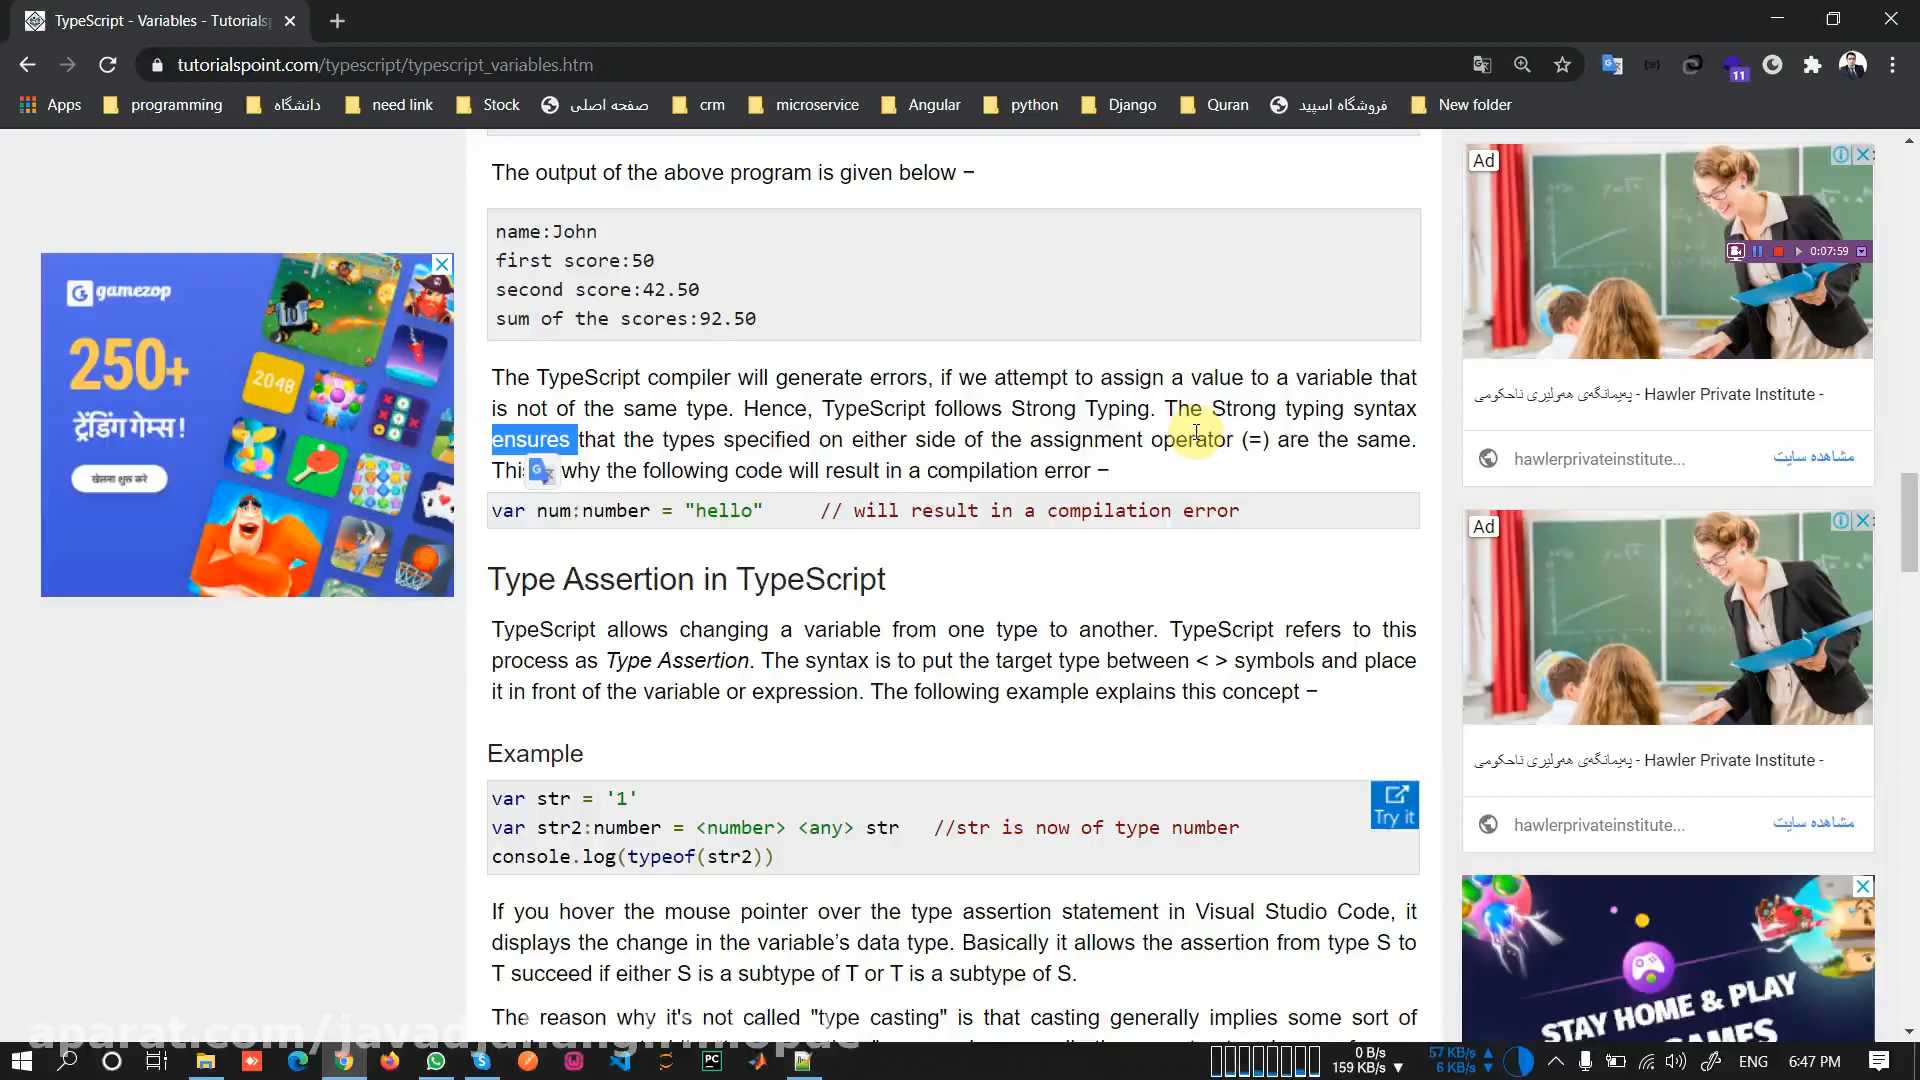 TypeScript - Variables - Tutorials
tutorialspoint.com/typescript/typescript_variables.htm
11
Apps programming دانشگاه need link Stock صفحه اصلی crm microservice Angular python Django Quran فروشگاه اسپید New folder
The output of the above program is given below −
name:John
first score:50
second score:42.50
sum of the scores:92.50
The TypeScript compiler will generate errors, if we attempt to assign a value to a variable that
is not of the same type. Hence, TypeScript follows Strong Typing. The Strong typing syntax
ensures that the types specified on either side of the assignment operator (=) are the same.
This why the following code will result in a compilation error −
var num:number = "hello" // will result in a compilation error
Type Assertion in TypeScript
TypeScript allows changing a variable from one type to another. TypeScript refers to this
process as Type Assertion. The syntax is to put the target type between < > symbols and place
it in front of the variable or expression. The following example explains this concept −
Example
var str = '1'
var str2:number = <number> <any> str //str is now of type number
console.log(typeof(str2))
Try it
If you hover the mouse pointer over the type assertion statement in Visual Studio Code, it
displays the change in the variable’s data type. Basically it allows the assertion from type S to
T succeed if either S is a subtype of T or T is a subtype of S.
The reason why it's not called "type casting" is that casting generally implies some sort of
gamezop
250+
ट्रेंडिंग गेम्स !
खेलना शुरू करे
2048
10
Ad
0:07:59
پەیمانگەی هەولیری ناحکومی - Hawler Private Institute -
hawlerprivateinstitute...
مشاهده سایت
Ad
پەیمانگەی هەولیری ناحکومی - Hawler Private Institute -
hawlerprivateinstitute...
مشاهده سایت
STAY HOME & PLAY
GAMES
PC
0 B/s
159 KB/s
57 KB/s
6 KB/s
ENG
6:47 PM